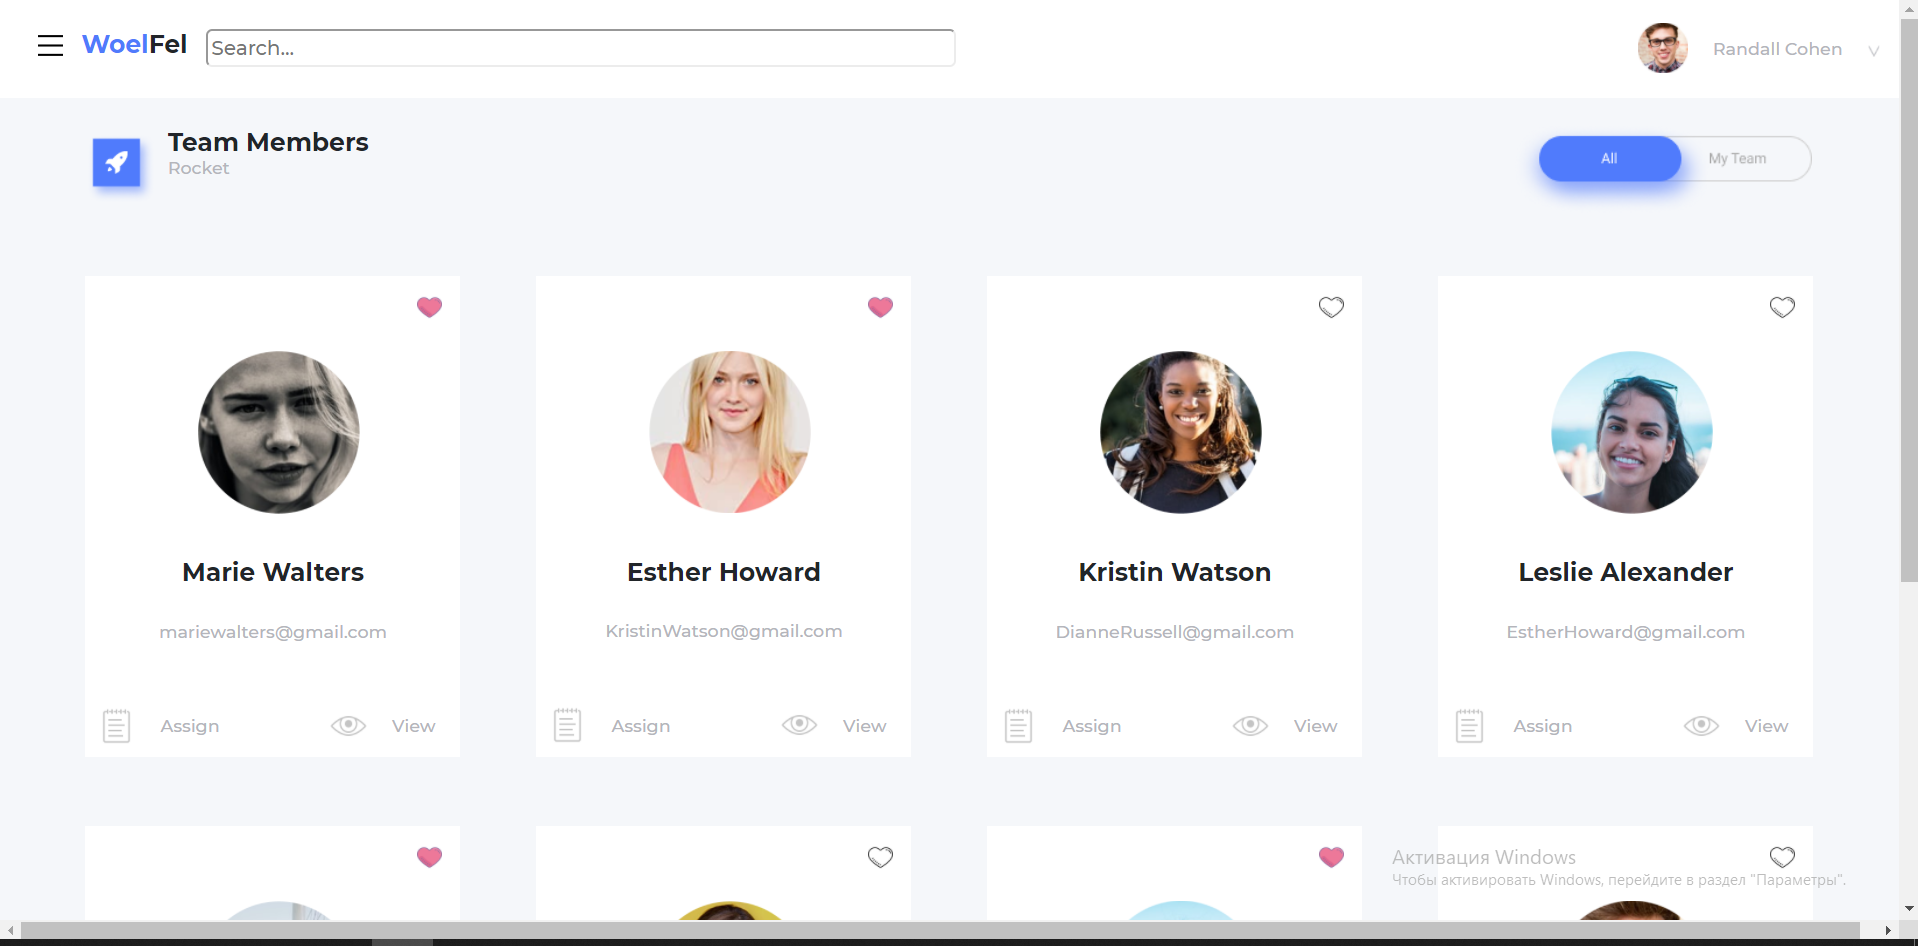 WoelFel
Search...
Randall Cohen
Team Members
Rocket
All
My Team
Marie Walters
Esther Howard
Kristin Watson
Leslie Alexander
mariewalters@gmail.com
KristinWatson@gmail.com
DianneRussell@gmail.com
EstherHoward@gmail.com
Assign
View
Assign
View
Assign
View
Assign
View
Активация Windows
Чтобы активировать Windows, перейдите в раздел "Параметры".